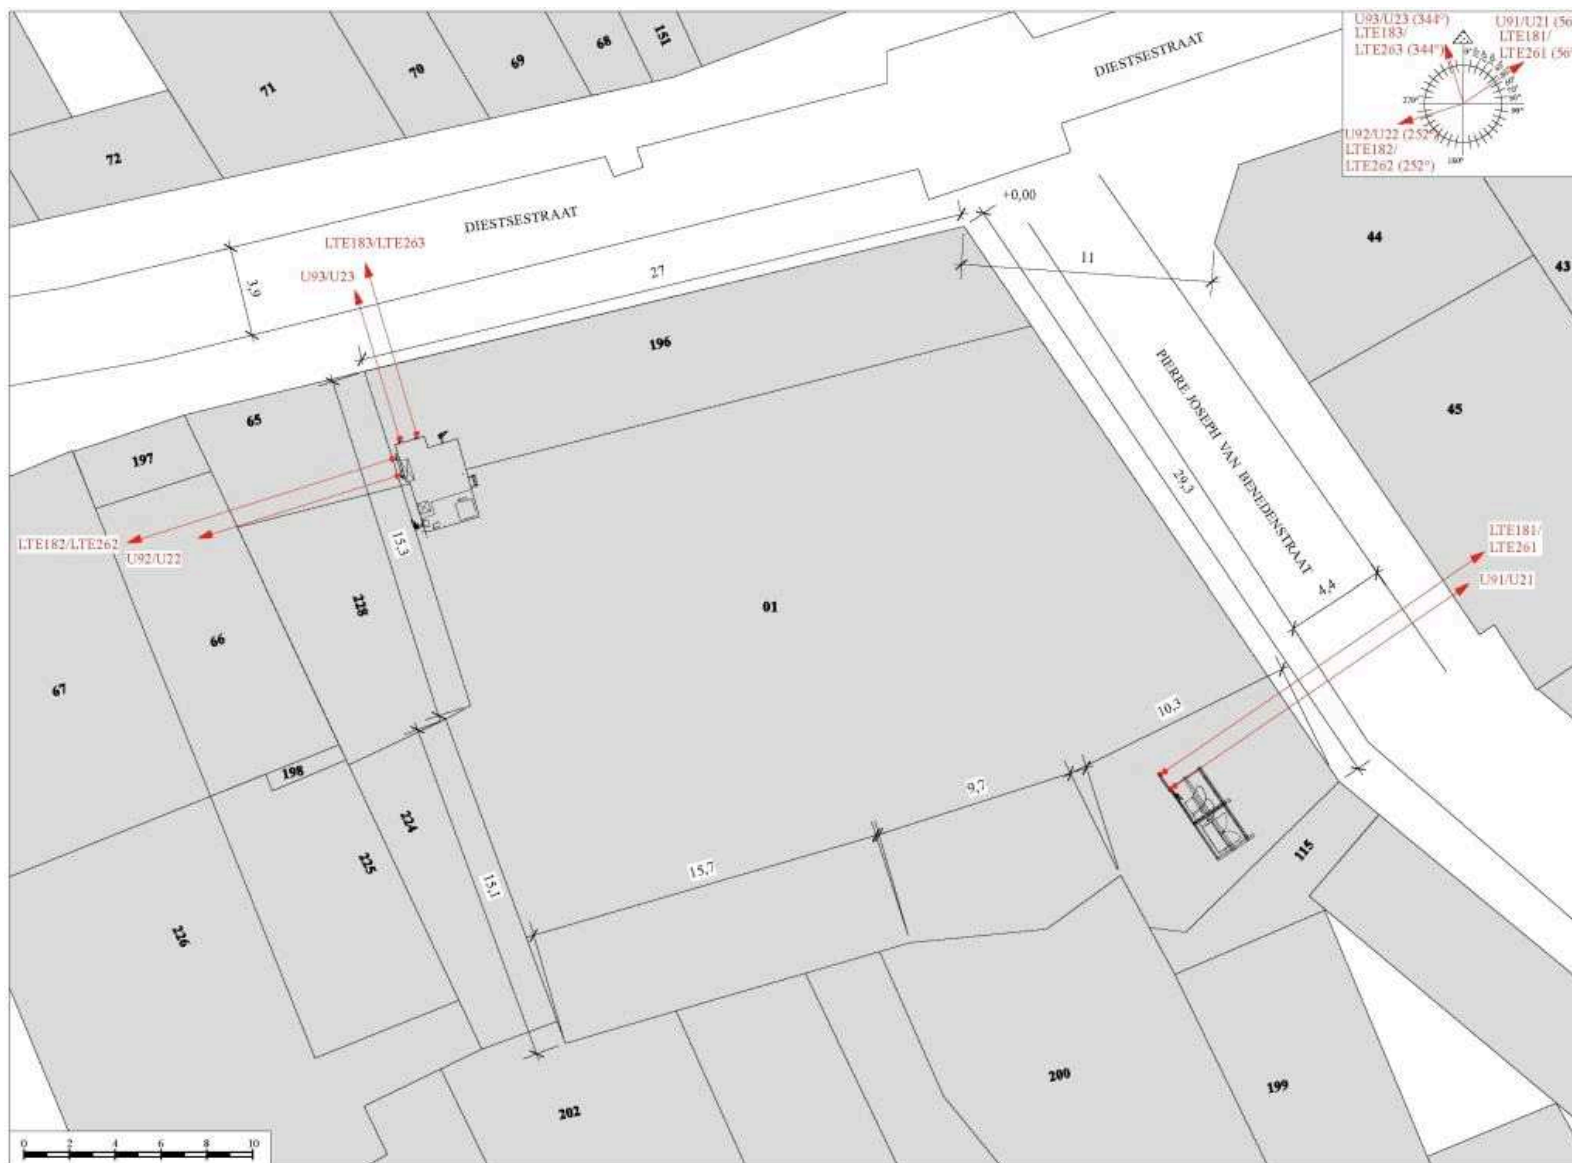 U93/U23 (344°)
LTE183/
LTE263 (344°)
U91/U21 (56
LTE181/
LTE261 (56°
0°
270°
90°
180°
U92/U22 (252°)
LTE182/
LTE262 (252°)
71
70
69
68
151
72
DIESTSESTRAAT
DIESTSESTRAAT
+0,00
44
43
LTE183/LTE263
U93/U23
3,9
27
11
196
PIERRE JOSEPH VAN BENEDENSTRAAT
45
65
197
29,3
LTE182/LTE262
U92/U22
15,3
LTE181/
LTE261
U91/U21
4,4
228
01
66
67
10,3
198
9,7
224
225
15,7
15,1
115
226
200
199
202
0 2 4 6 8 10